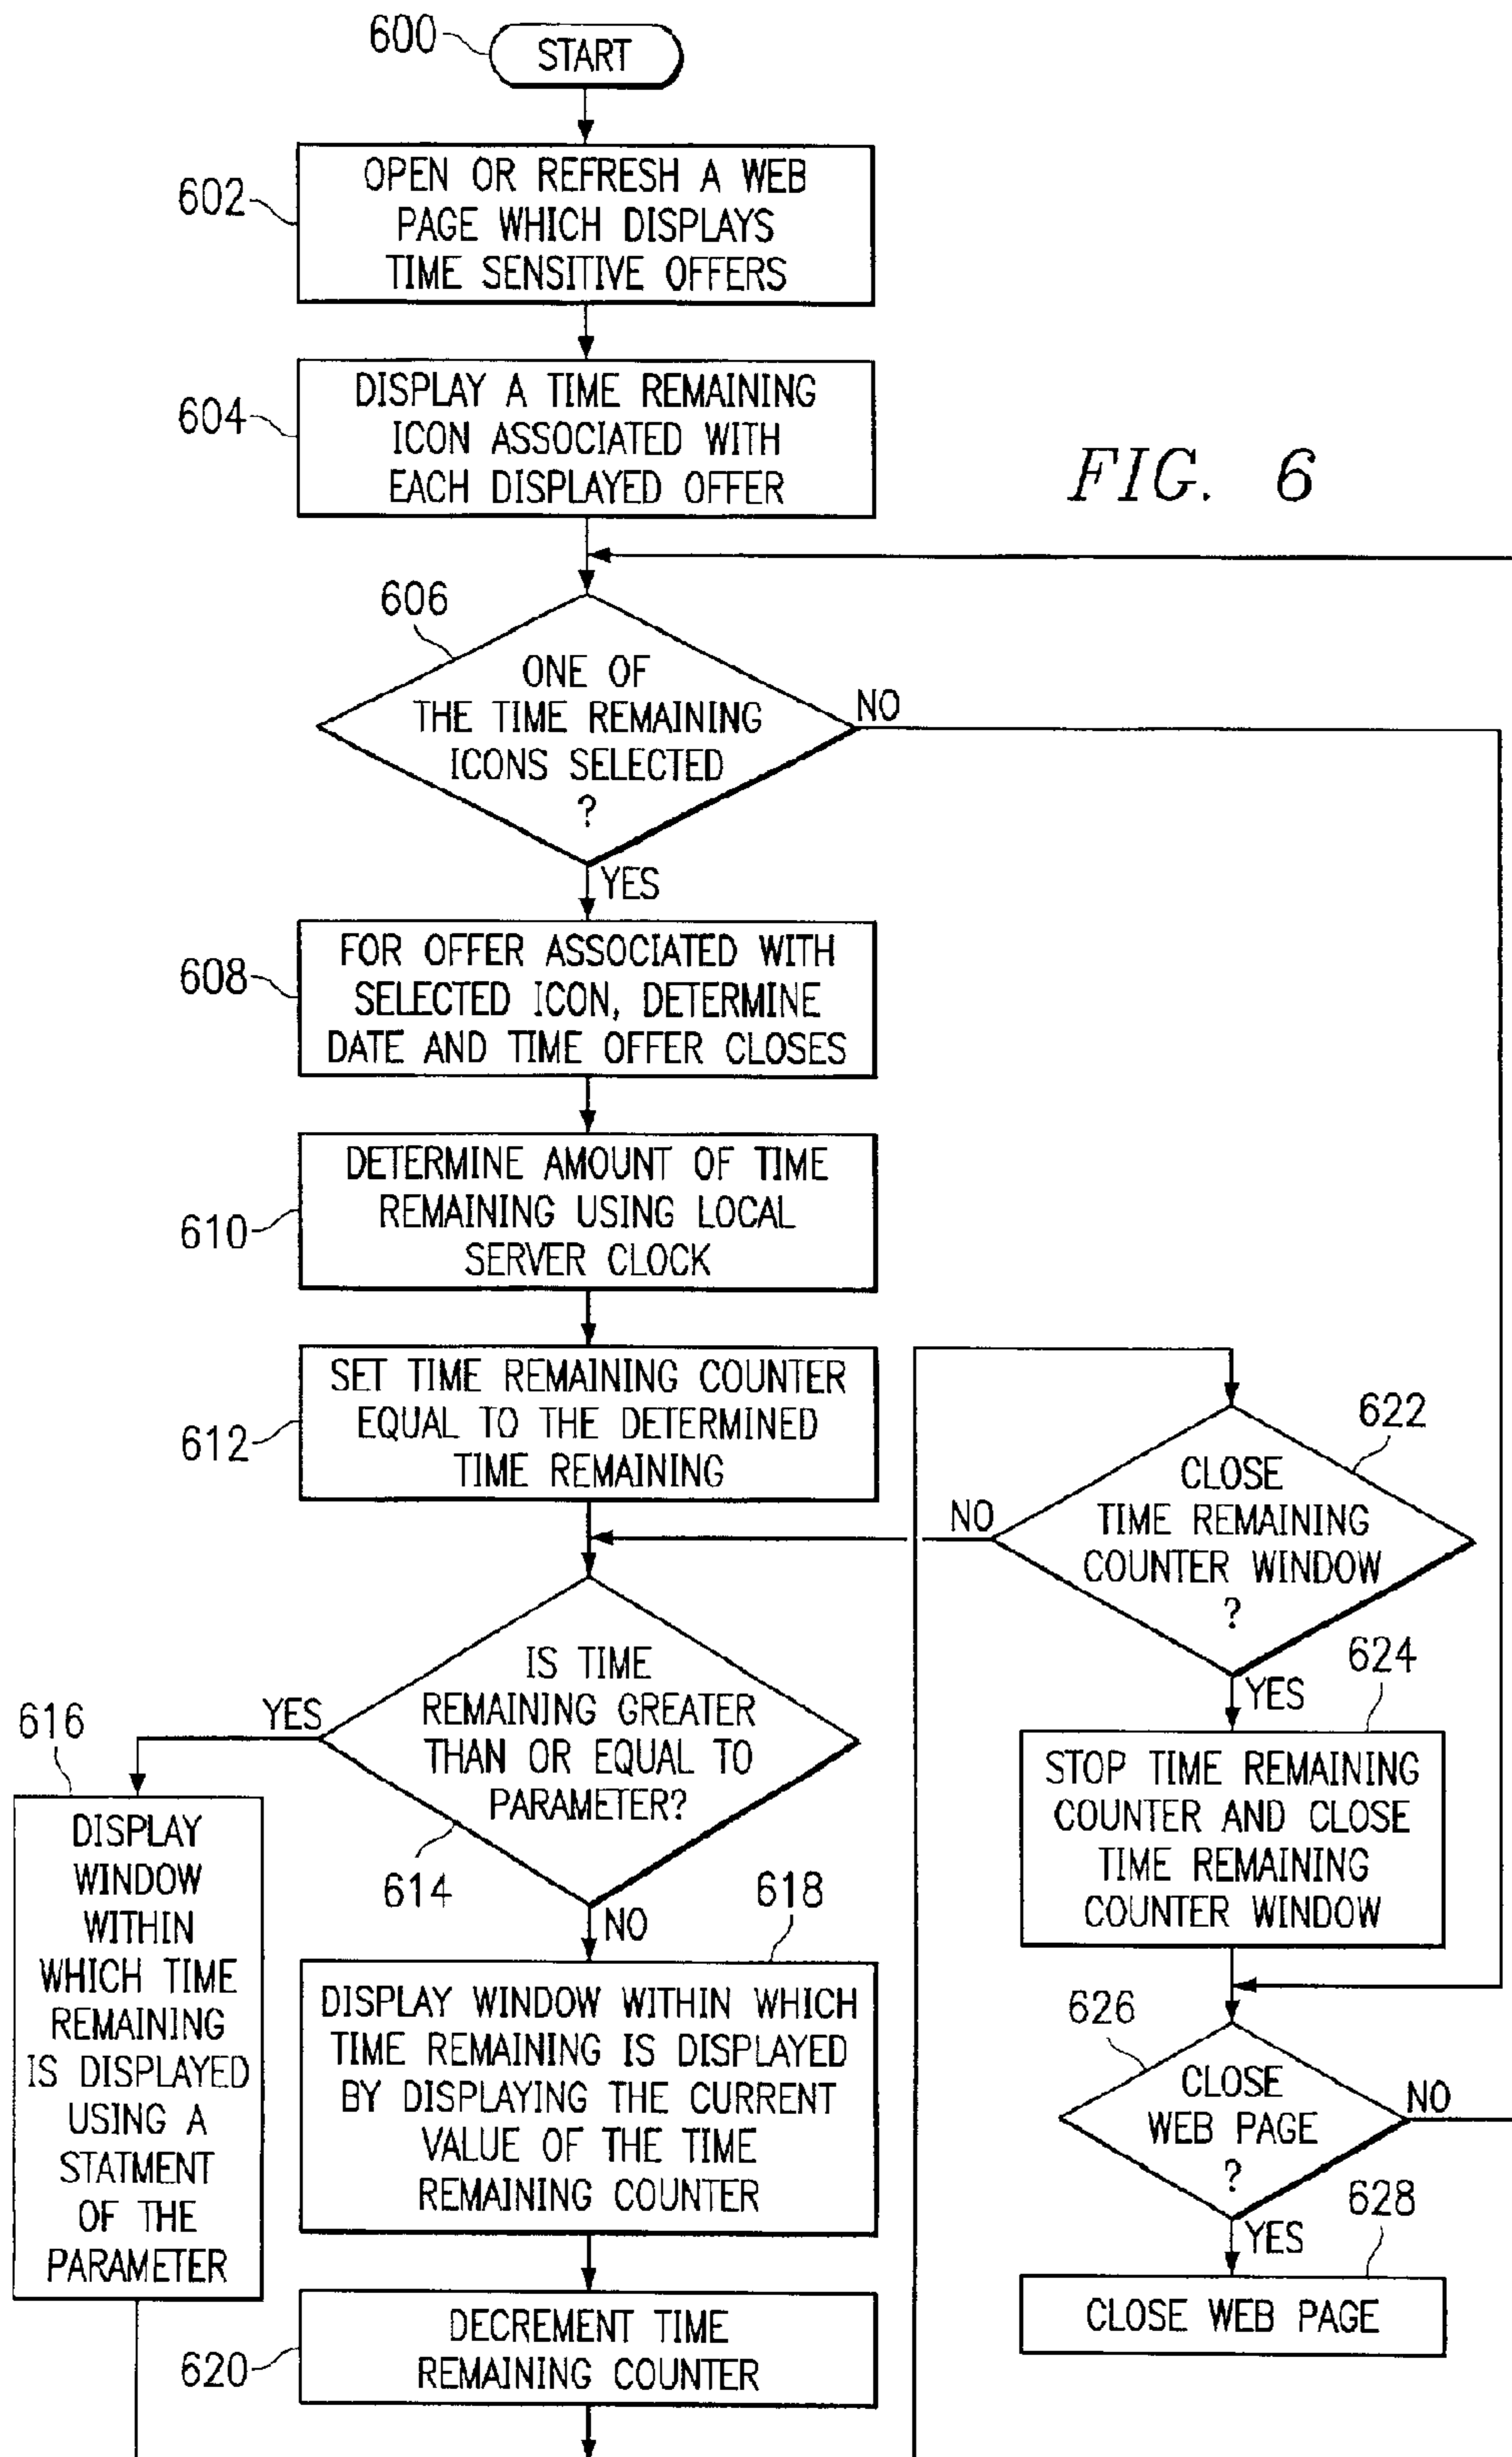 600
START
602
OPEN OR REFRESH A WEB
PAGE WHICH DISPLAYS
TIME SENSITIVE OFFERS
604
DISPLAY A TIME REMAINING
ICON ASSOCIATED WITH
EACH DISPLAYED OFFER
FIG. 6
606
ONE OF
THE TIME REMAINING
ICONS SELECTED
?
NO
YES
608
FOR OFFER ASSOCIATED WITH
SELECTED ICON, DETERMINE
DATE AND TIME OFFER CLOSES
610
DETERMINE AMOUNT OF TIME
REMAINING USING LOCAL
SERVER CLOCK
612
SET TIME REMAINING COUNTER
EQUAL TO THE DETERMINED
TIME REMAINING
622
CLOSE
TIME REMAINING
COUNTER WINDOW
?
NO
YES
614
IS TIME
REMAINING GREATER
THAN OR EQUAL TO
PARAMETER?
YES
NO
616
DISPLAY
WINDOW
WITHIN
WHICH TIME
REMAINING
IS DISPLAYED
USING A
STATMENT
OF THE
PARAMETER
618
DISPLAY WINDOW WITHIN WHICH
TIME REMAINING IS DISPLAYED
BY DISPLAYING THE CURRENT
VALUE OF THE TIME
REMAINING COUNTER
620
DECREMENT TIME
REMAINING COUNTER
624
STOP TIME REMAINING
COUNTER AND CLOSE
TIME REMAINING
COUNTER WINDOW
626
CLOSE
WEB PAGE
?
NO
YES
628
CLOSE WEB PAGE